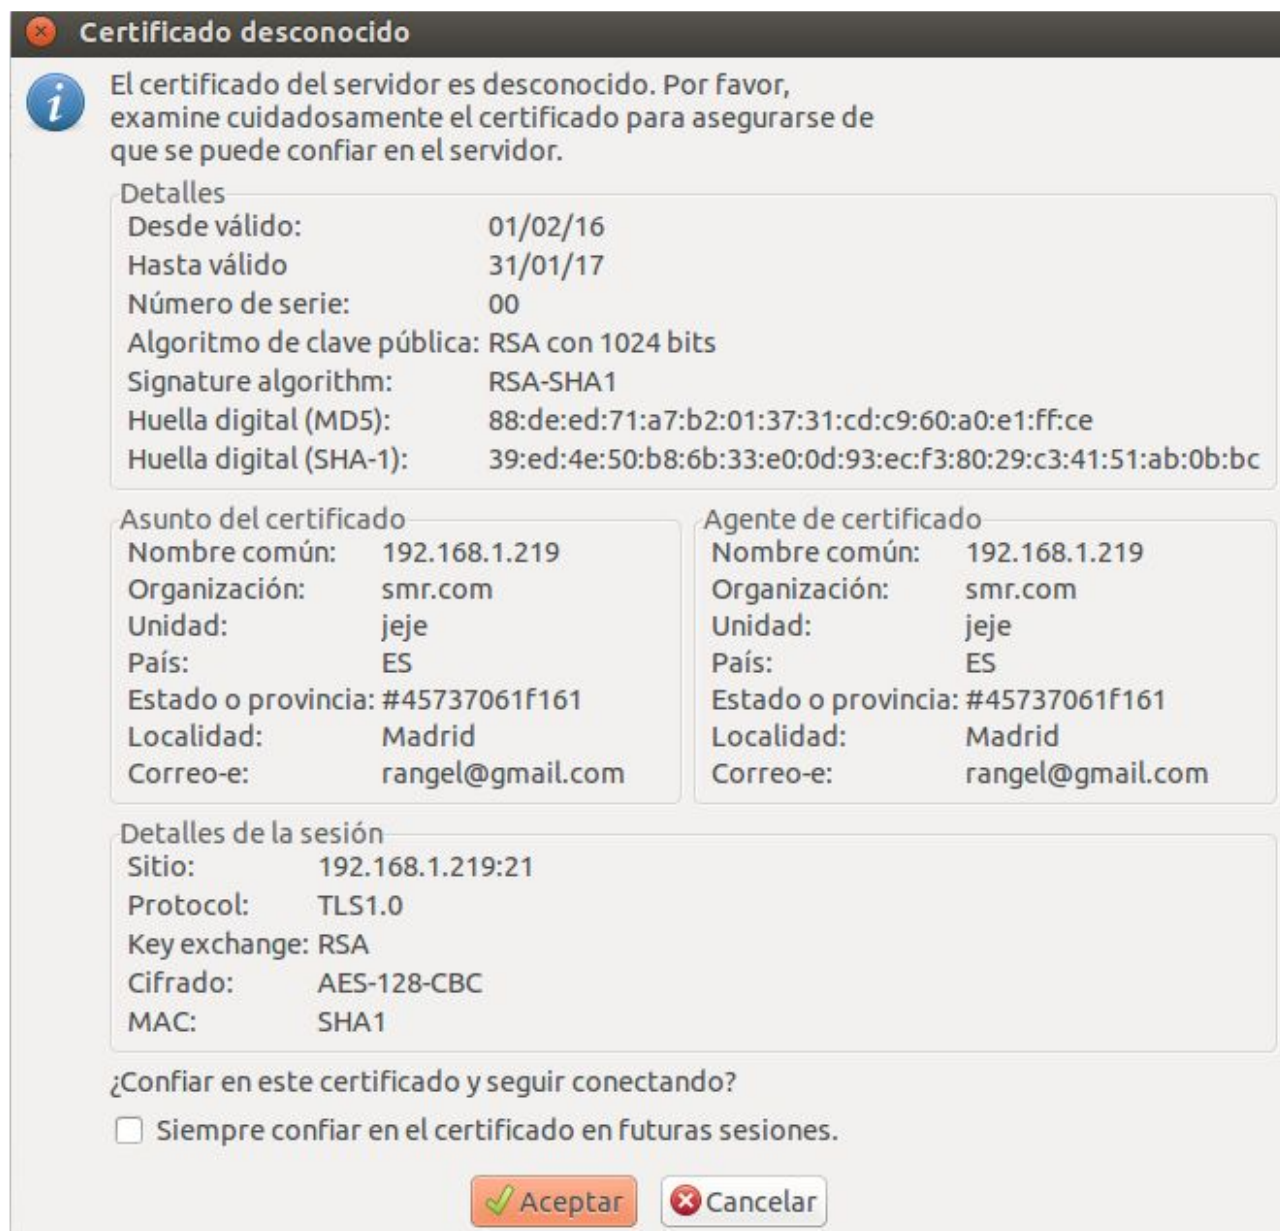 Certificado desconocido
El certificado del servidor es desconocido. Por favor,
examine cuidadosamente el certificado para asegurarse de
que se puede confiar en el servidor.
Detalles
Desde válido: 01/02/16
Hasta válido 31/01/17
Número de serie: 00
Algoritmo de clave pública: RSA con 1024 bits
Signature algorithm: RSA-SHA1
Huella digital (MD5): 88:de:ed:71:a7:b2:01:37:31:cd:c9:60:a0:e1:ff:ce
Huella digital (SHA-1): 39:ed:4e:50:b8:6b:33:e0:0d:93:ec:f3:80:29:c3:41:51:ab:0b:bc
Asunto del certificado
Nombre común: 192.168.1.219
Organización: smr.com
Unidad: jeje
País: ES
Estado o provincia: #45737061f161
Localidad: Madrid
Correo-e: rangel@gmail.com
Agente de certificado
Nombre común: 192.168.1.219
Organización: smr.com
Unidad: jeje
País: ES
Estado o provincia: #45737061f161
Localidad: Madrid
Correo-e: rangel@gmail.com
Detalles de la sesión
Sitio: 192.168.1.219:21
Protocol: TLS1.0
Key exchange: RSA
Cifrado: AES-128-CBC
MAC: SHA1
¿Confiar en este certificado y seguir conectando?
Siempre confiar en el certificado en futuras sesiones.
Aceptar Cancelar